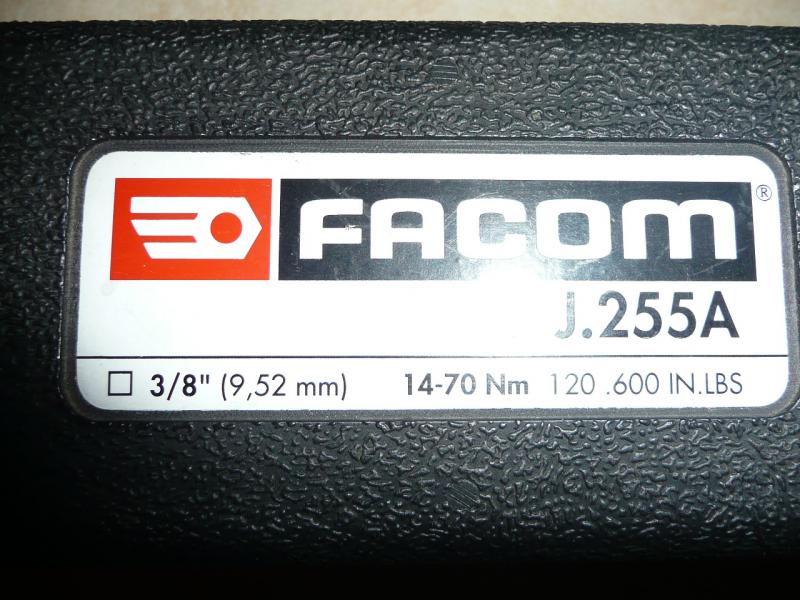 FACOM®
J.255A
□ 3/8" (9,52 mm) 14-70 Nm 120 .600 IN.LBS